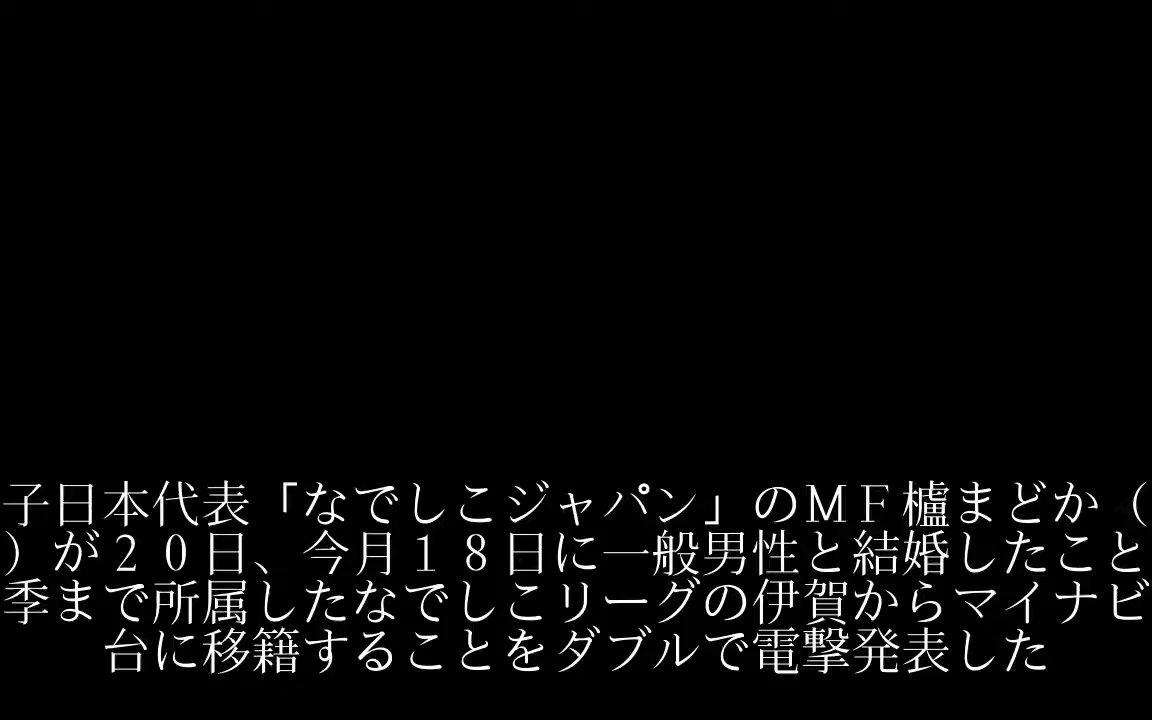 子日本代表「なでしこジャパン」のＭＦ櫨まどか（
）が２０日、今月１８日に一般男性と結婚したこと
季まで所属したなでしこリーグの伊賀からマイナビ
台に移籍することをダブルで電撃発表した